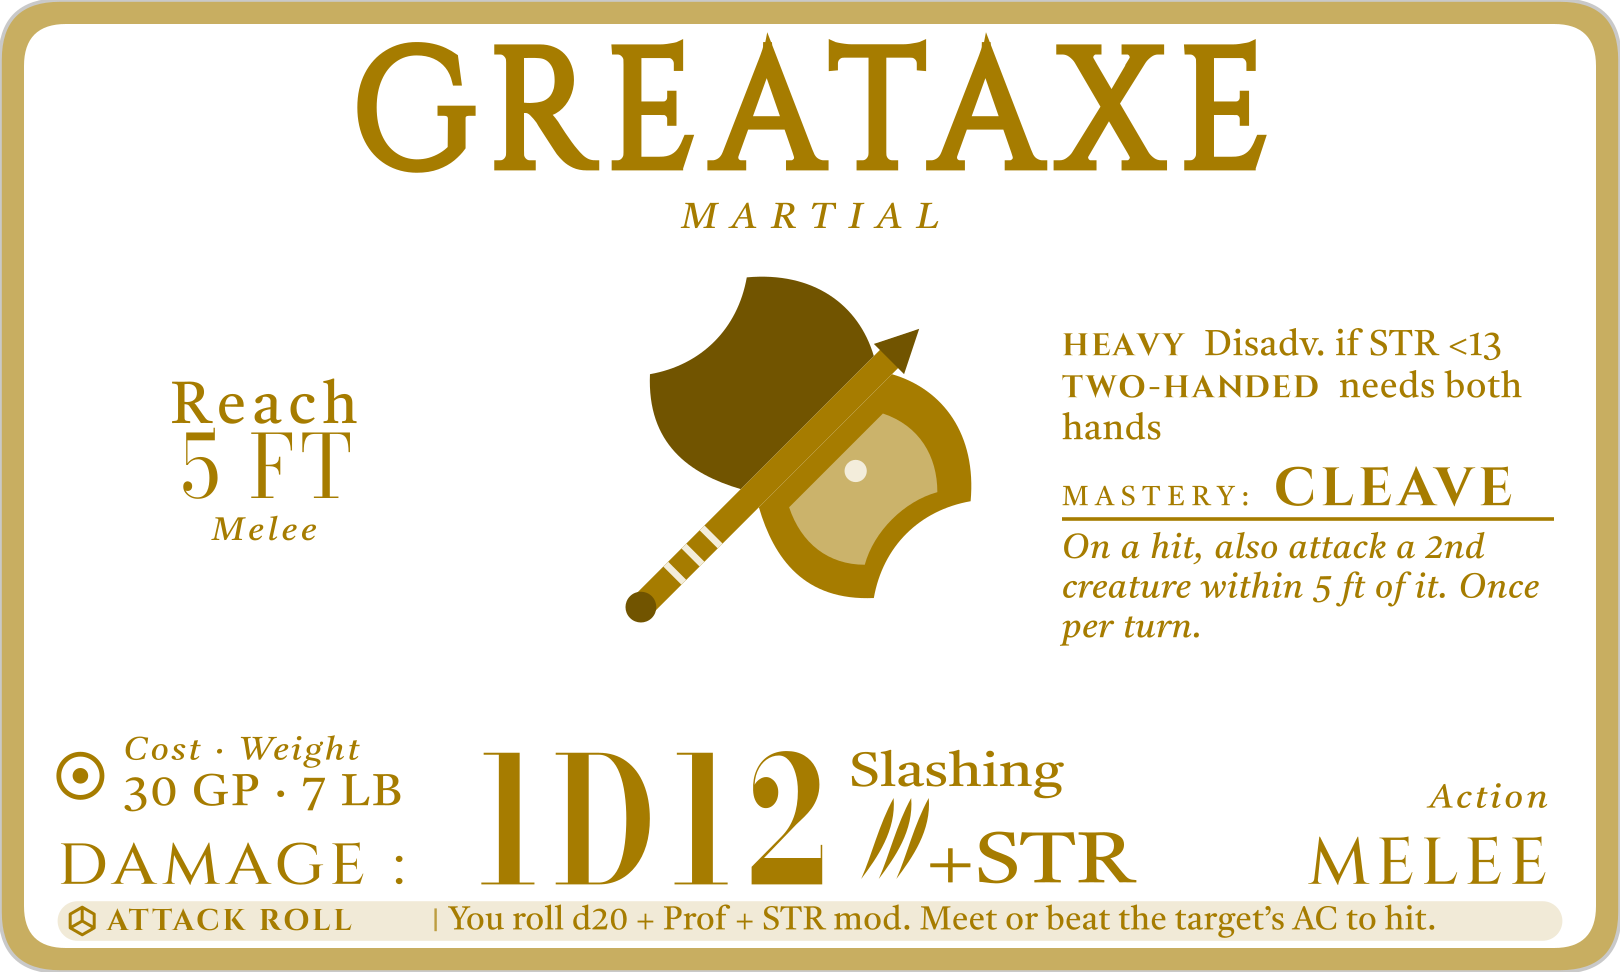 GREATAXE
MARTIAL
Reach
5 FT
Melee
HEAVY Disadv. if STR <13
TWO-HANDED needs both
hands
MASTERY: CLEAVE
On a hit, also attack a 2nd
creature within 5 ft of it. Once
per turn.
Cost · Weight
30 GP · 7 LB
DAMAGE :
1D12
Slashing
+STR
Action
MELEE
ATTACK ROLL | You roll d20 + Prof + STR mod. Meet or beat the target’s AC to hit.